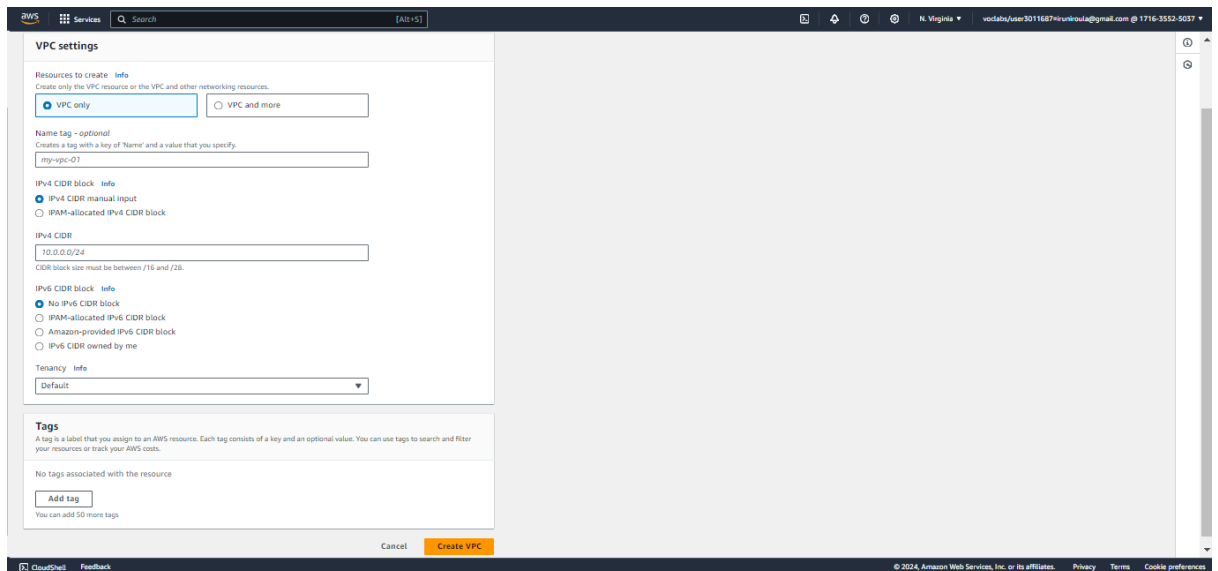 aws
Services
Search
[Alt+S]
N. Virginia
voclabs/user3011687=iruniroula@gmail.com @ 1716-3552-5037
VPC settings
Resources to create Info
Create only the VPC resource or the VPC and other networking resources.
VPC only
VPC and more
Name tag - optional
Creates a tag with a key of 'Name' and a value that you specify.
my-vpc-01
IPv4 CIDR block Info
IPv4 CIDR manual input
IPAM-allocated IPv4 CIDR block
IPv4 CIDR
10.0.0.0/24
CIDR block size must be between /16 and /28.
IPv6 CIDR block Info
No IPv6 CIDR block
IPAM-allocated IPv6 CIDR block
Amazon-provided IPv6 CIDR block
IPv6 CIDR owned by me
Tenancy Info
Default
Tags
A tag is a label that you assign to an AWS resource. Each tag consists of a key and an optional value. You can use tags to search and filter
your resources or track your AWS costs.
No tags associated with the resource
Add tag
You can add 50 more tags
Cancel
Create VPC
CloudShell
Feedback
© 2024, Amazon Web Services, Inc. or its affiliates.
Privacy
Terms
Cookie preferences